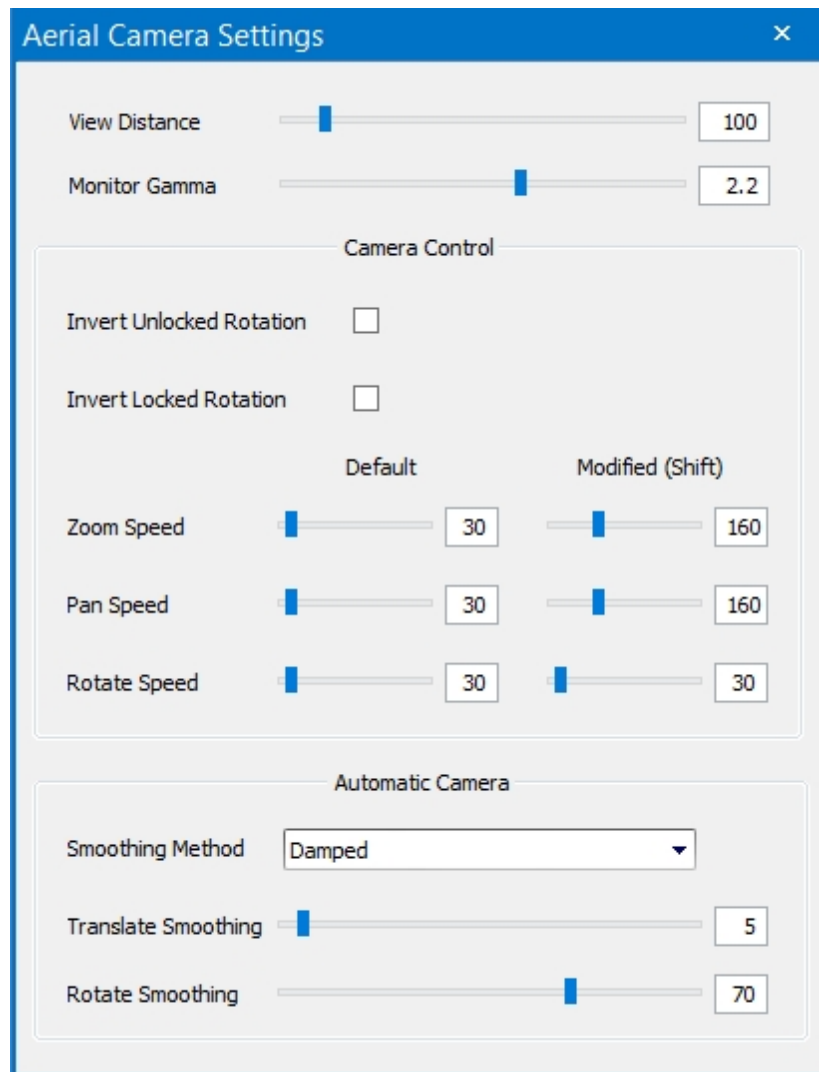 Aerial Camera Settings
View Distance 100
Monitor Gamma 2.2
Camera Control
Invert Unlocked Rotation
Invert Locked Rotation
Default Modified (Shift)
Zoom Speed 30 160
Pan Speed 30 160
Rotate Speed 30 30
Automatic Camera
Smoothing Method Damped
Translate Smoothing 5
Rotate Smoothing 70